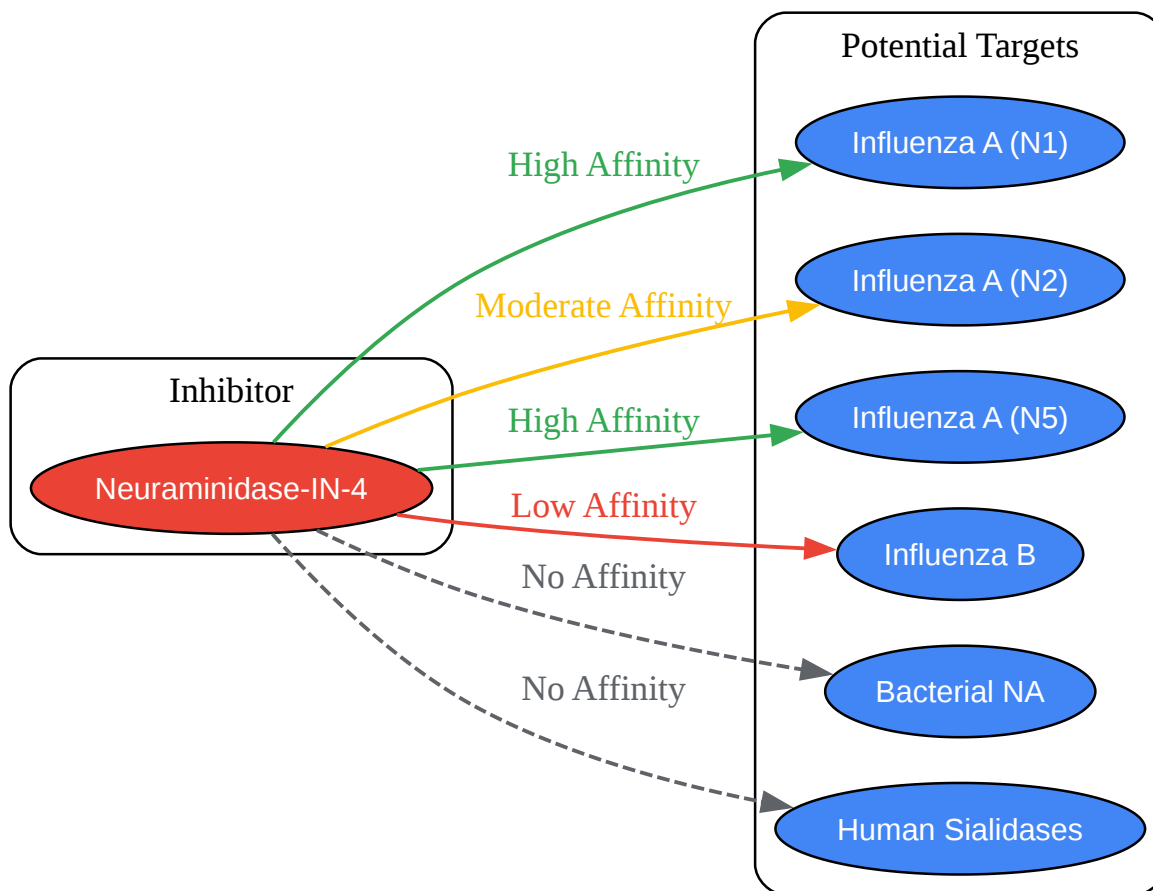 Potential Targets
Influenza A (N1)
High Affinity
Influenza A (N2)
Moderate Affinity
Inhibitor
Influenza A (N5)
High Affinity
Neuraminidase-IN-4
Low Affinity
Influenza B
No Affinity
Bacterial NA
No Affinity
Human Sialidases